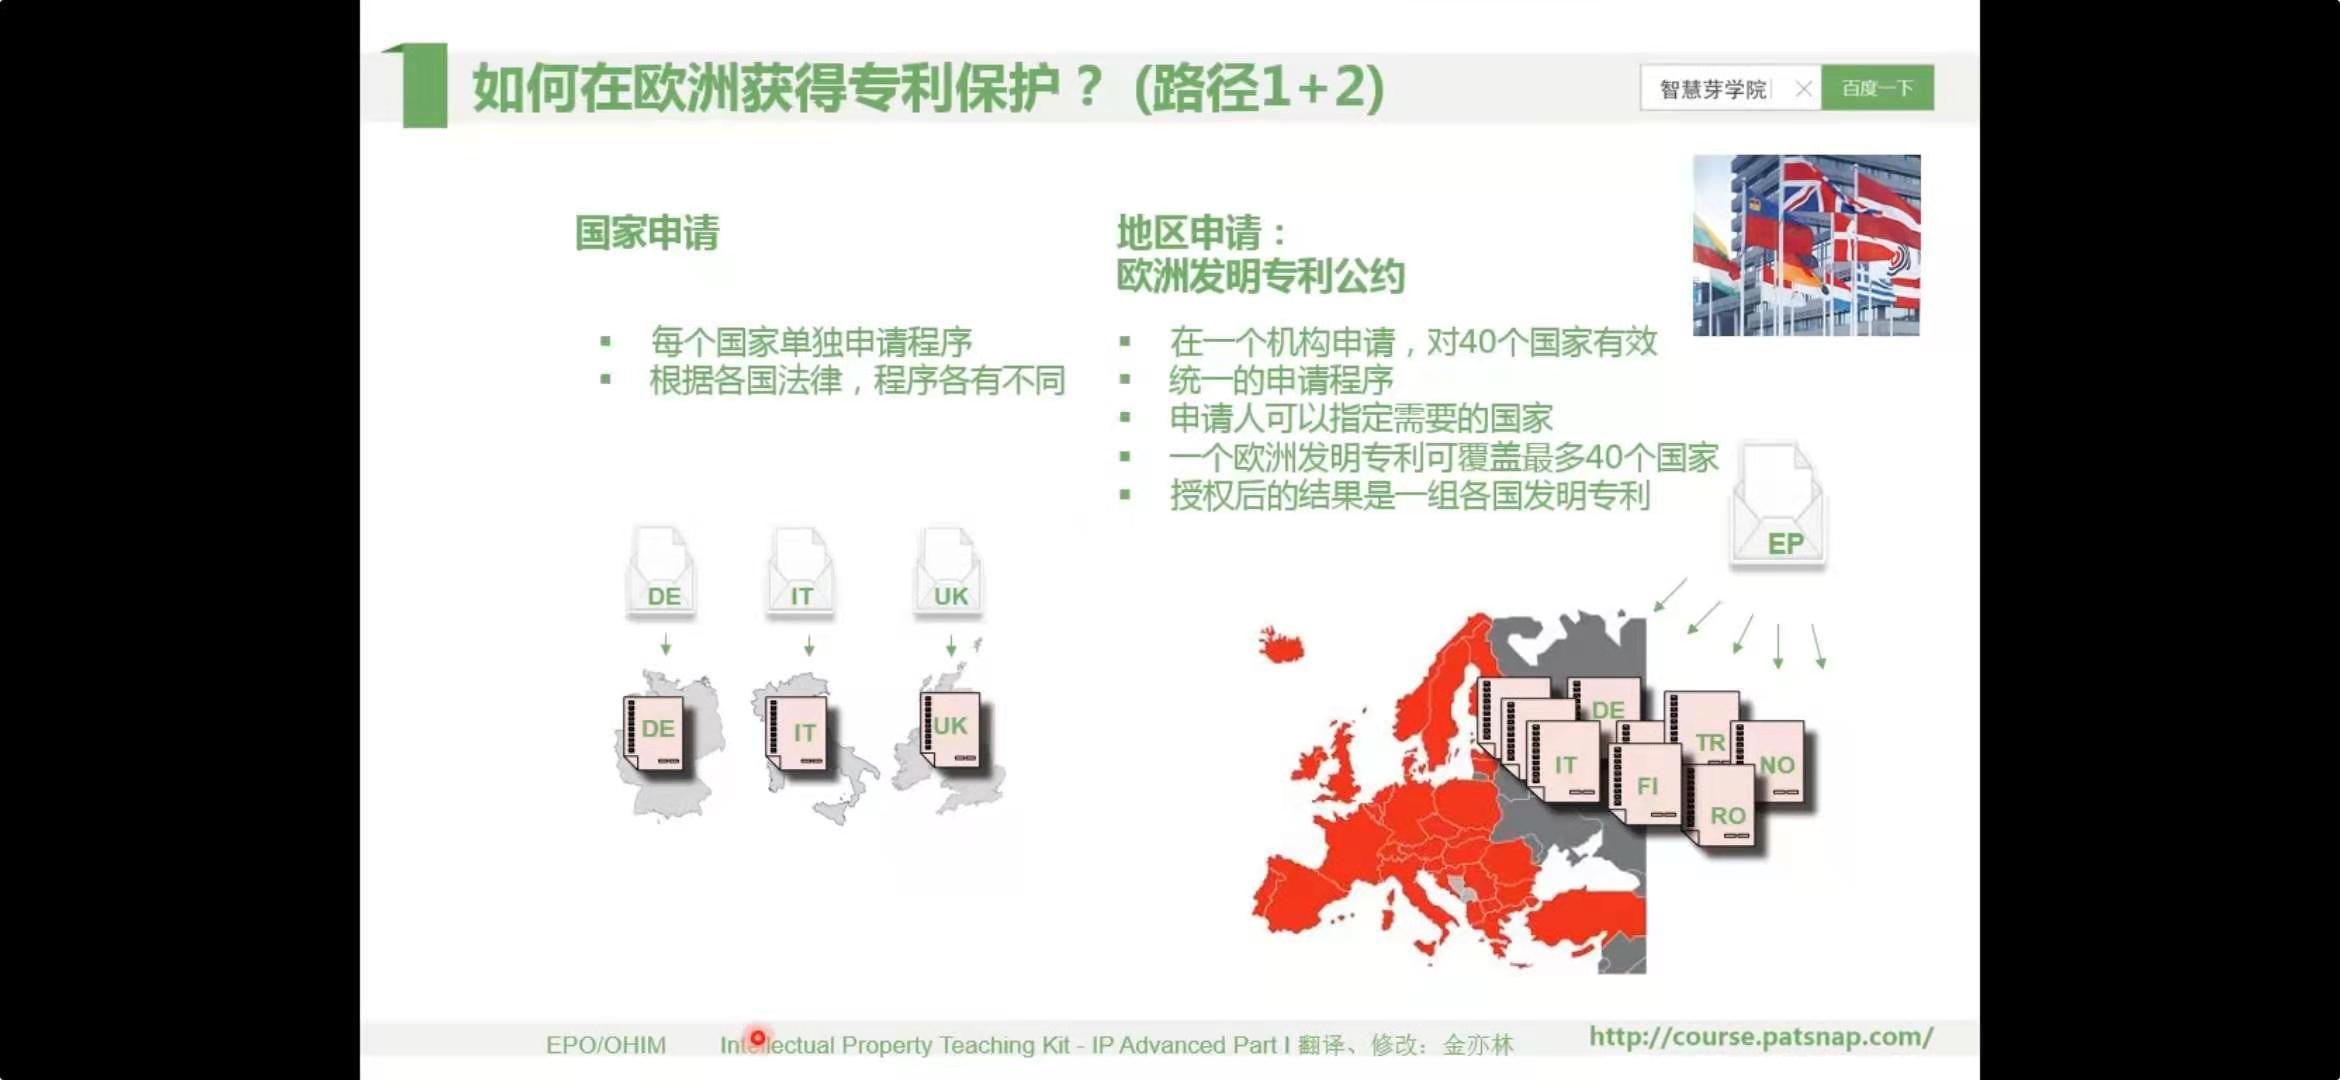 如何在欧洲获得专利保护？(路径1+2)
智慧芽学院
百度一下
国家申请
每个国家单独申请程序
根据各国法律，程序各有不同
地区申请：
欧洲发明专利公约
在一个机构申请，对40个国家有效
统一的申请程序
申请人可以指定需要的国家
一个欧洲发明专利可覆盖最多40个国家
授权后的结果是一组各国发明专利
DE
IT
UK
DE
IT
UK
EP
DE
TR
IT
NO
FI
RO
EPO/OHIM
Intellectual Property Teaching Kit - IP Advanced Part I 翻译、修改：金亦林
http://course.patsnap.com/